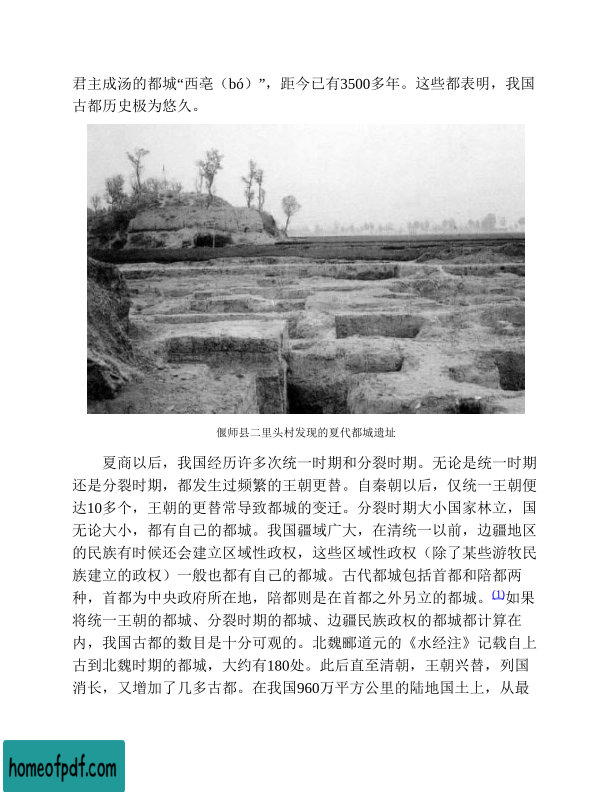 君主成汤的都城“西亳（bó）”，距今已有3500多年。这些都表明，我国
古都历史极为悠久。
偃师县二里头村发现的夏代都城遗址
夏商以后，我国经历许多次统一时期和分裂时期。无论是统一时期
还是分裂时期，都发生过频繁的王朝更替。自秦朝以后，仅统一王朝便
达10多个，王朝的更替常导致都城的变迁。分裂时期大小国家林立，国
无论大小，都有自己的都城。我国疆域广大，在清统一以前，边疆地区
的民族有时候还会建立区域性政权，这些区域性政权（除了某些游牧民
族建立的政权）一般也都有自己的都城。古代都城包括首都和陪都两
种，首都为中央政府所在地，陪都则是在首都之外另立的都城。(1)如果
将统一王朝的都城、分裂时期的都城、边疆民族政权的都城都计算在
内，我国古都的数目是十分可观的。北魏郦道元的《水经注》记载自上
古到北魏时期的都城，大约有180处。此后直至清朝，王朝兴替，列国
消长，又增加了几多古都。在我国960万平方公里的陆地国土上，从最
homeofpdf.com